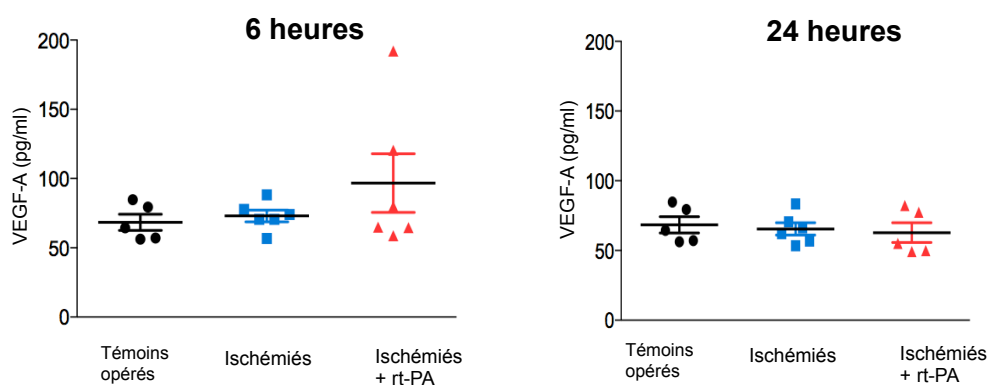 6 heures
VEGF-A (pg/ml)
200
150
100
50
0
Témoins
opérés
Ischémiés
Ischémiés
+ rt-PA
24 heures
VEGF-A (pg/ml)
200
150
100
50
0
Témoins
opérés
Ischémiés
Ischémiés
+ rt-PA